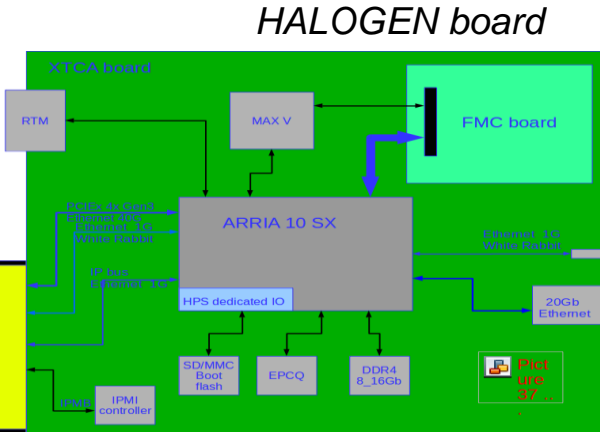 HALOGEN board
XTCA board
RTM
MAX V
FMC board
PCIEx 4x Gen3
Ethernet 40G
Ethernet 1G
White Rabbit
ARRIA 10 SX
Ethernet 1G
White Rabbit
IP bus
Ethernet 1G
HPS dedicated IO
20Gb
Ethernet
SD/MMC
Boot
flash
EPCQ
DDR4
8_16Gb
Pict
ure
37 ..
.
IPMB
IPMI
controller